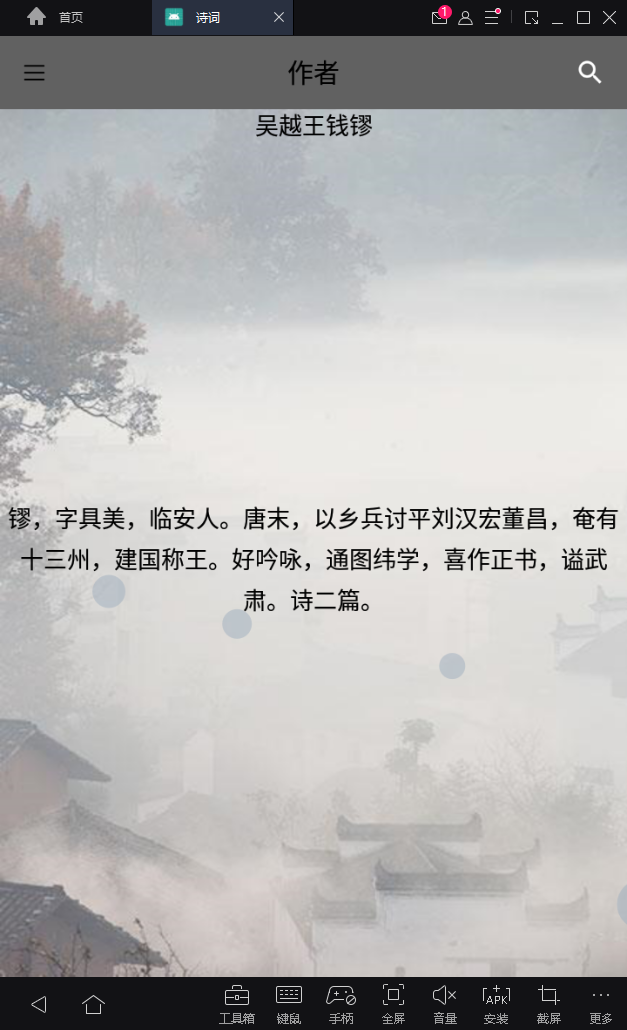 首页
诗词
1
作者
吴越王钱镠
镠，字具美，临安人。唐末，以乡兵讨平刘汉宏董昌，奄有
十三州，建国称王。好吟咏，通图纬学，喜作正书，谥武
肃。诗二篇。
APK
工具箱 键鼠 手柄 全屏 音量 安装 截屏 更多